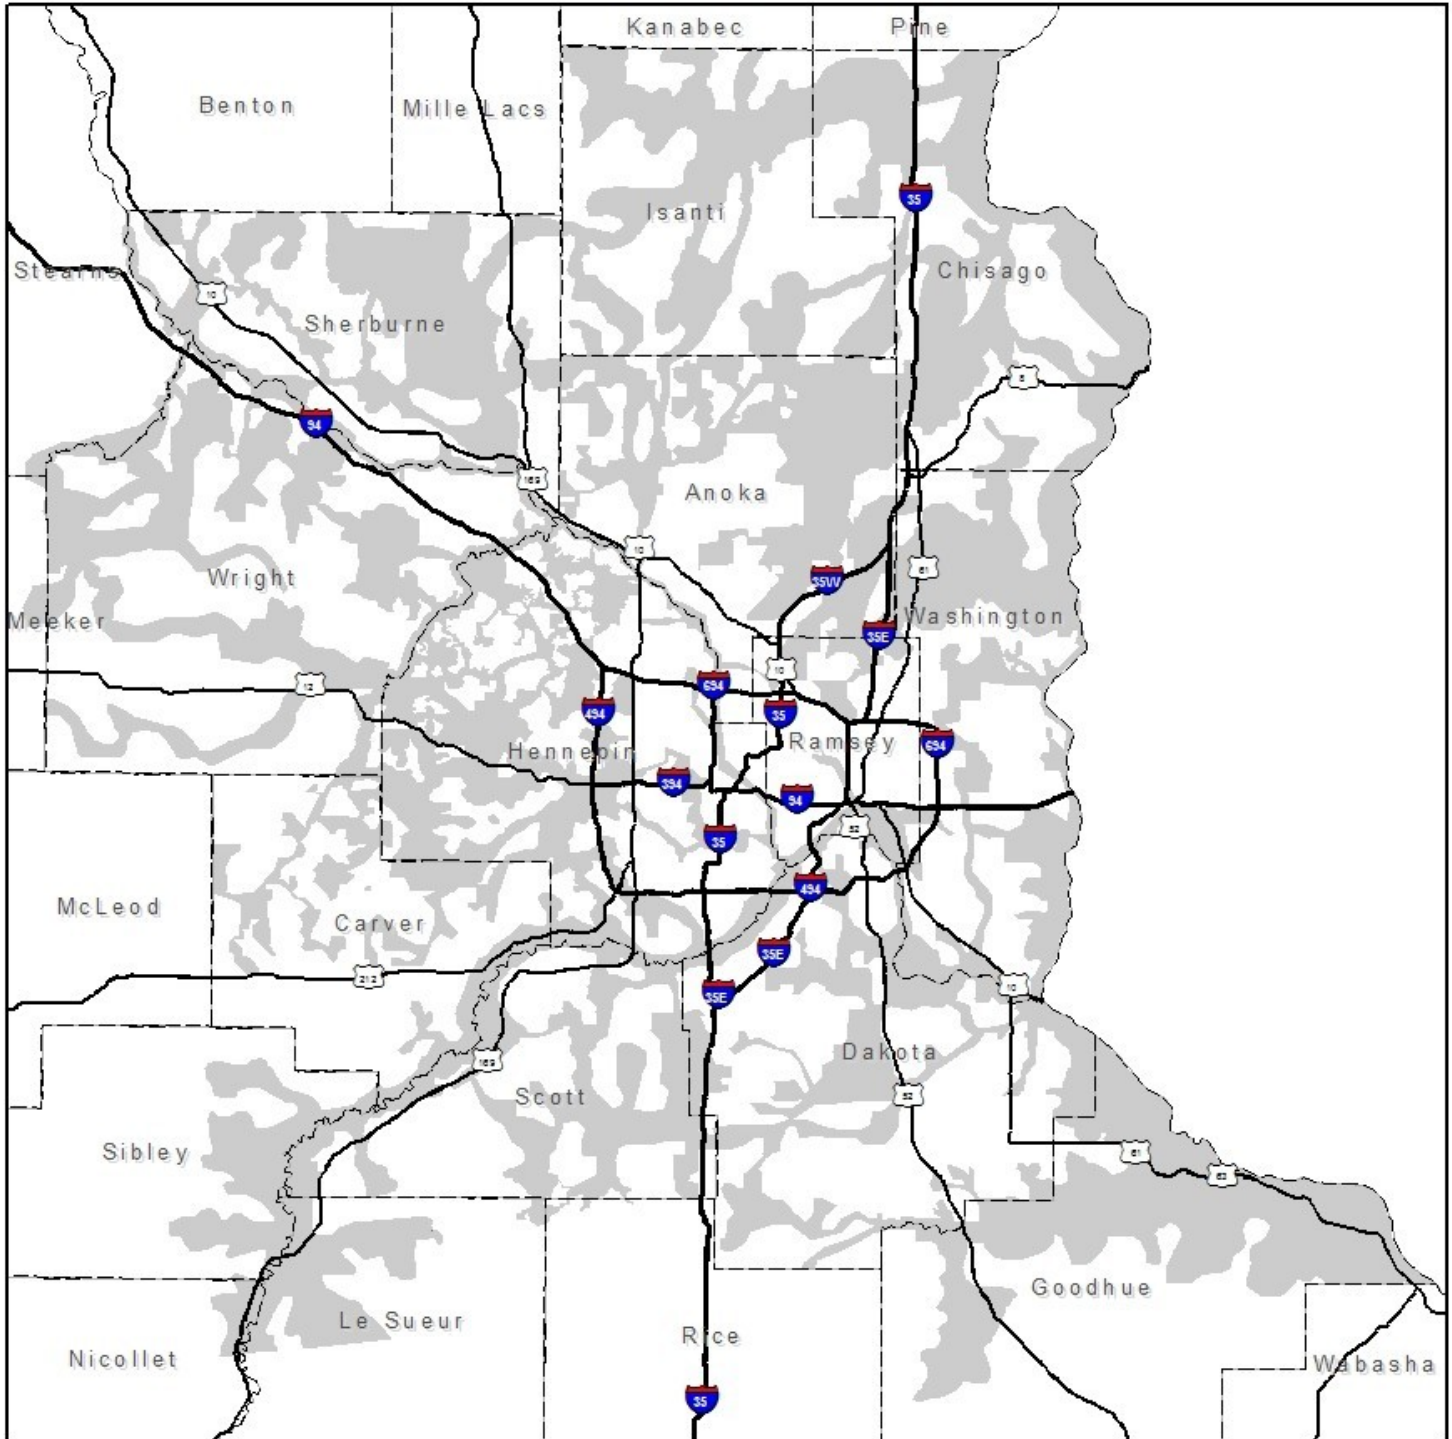 Kanabec
Pine
Benton
Mille Lacs
35
Isanti
Stearns
Chisago
10
Sherburne
8
94
169
Anoka
10
35W
61
Wright
Meeker
Washington
35E
10
12
694
494
35
Hennepin
Ramsey
694
394
94
52
35
494
McLeod
Carver
35E
212
35E
10
Dakota
169
Scott
52
Sibley
61
63
Goodhue
Le Sueur
Rice
Nicollet
Wabasha
35